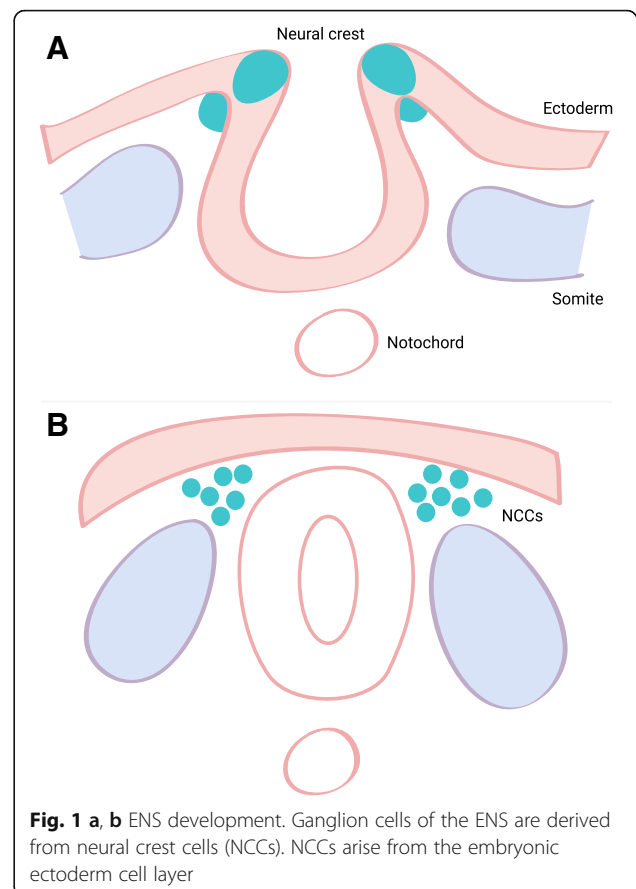 A
Neural crest
Ectoderm
Somite
Notochord
B
NCCs
Fig. 1 a, b ENS development. Ganglion cells of the ENS are derived
from neural crest cells (NCCs). NCCs arise from the embryonic
ectoderm cell layer